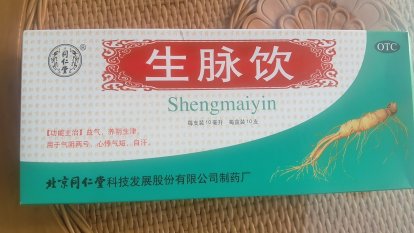 同仁堂
生脉饮
OTC
Shengmaiyin
每支装10毫升 每盒装10支
【功能主治】益气,养阴生津。
用于气阴两亏,心悸气短,自汗。
北京同仁堂科技发展股份有限公司制药厂